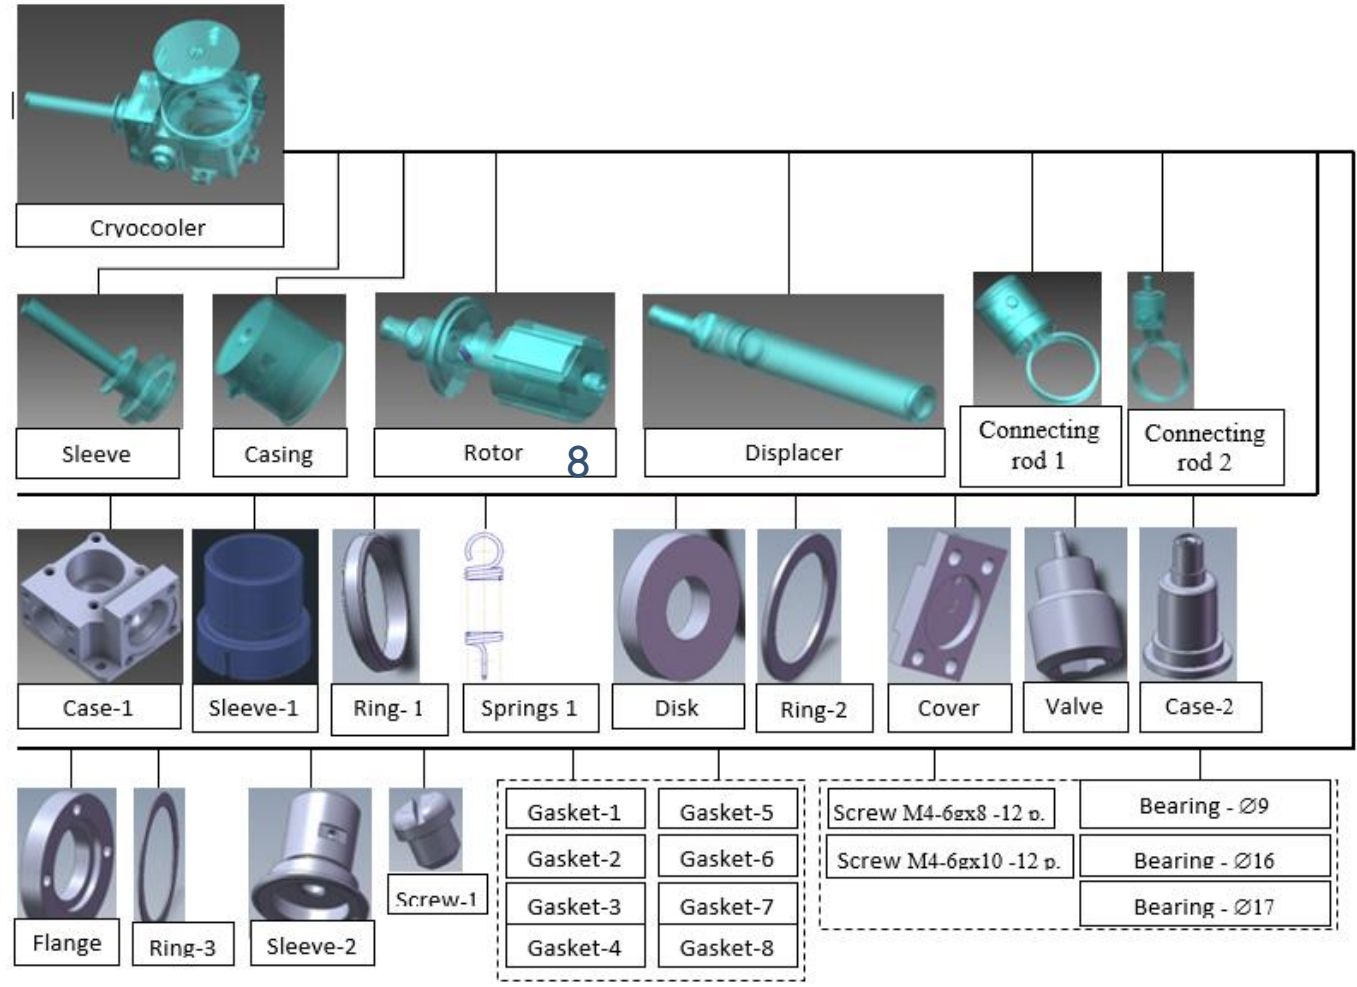 Cryocooler
Sleeve
Casing
Rotor
8
Displacer
Connecting
rod 1
Connecting
rod 2
Case-1
Sleeve-1
Ring- 1
Springs 1
Disk
Ring-2
Cover
Valve
Case-2
Flange
Ring-3
Sleeve-2
Screw-1
Gasket-1
Gasket-2
Gasket-3
Gasket-4
Gasket-5
Gasket-6
Gasket-7
Gasket-8
Screw M4-6gx8 -12 p.
Screw M4-6gx10 -12 p.
Bearing - ∅9
Bearing - ∅16
Bearing - ∅17